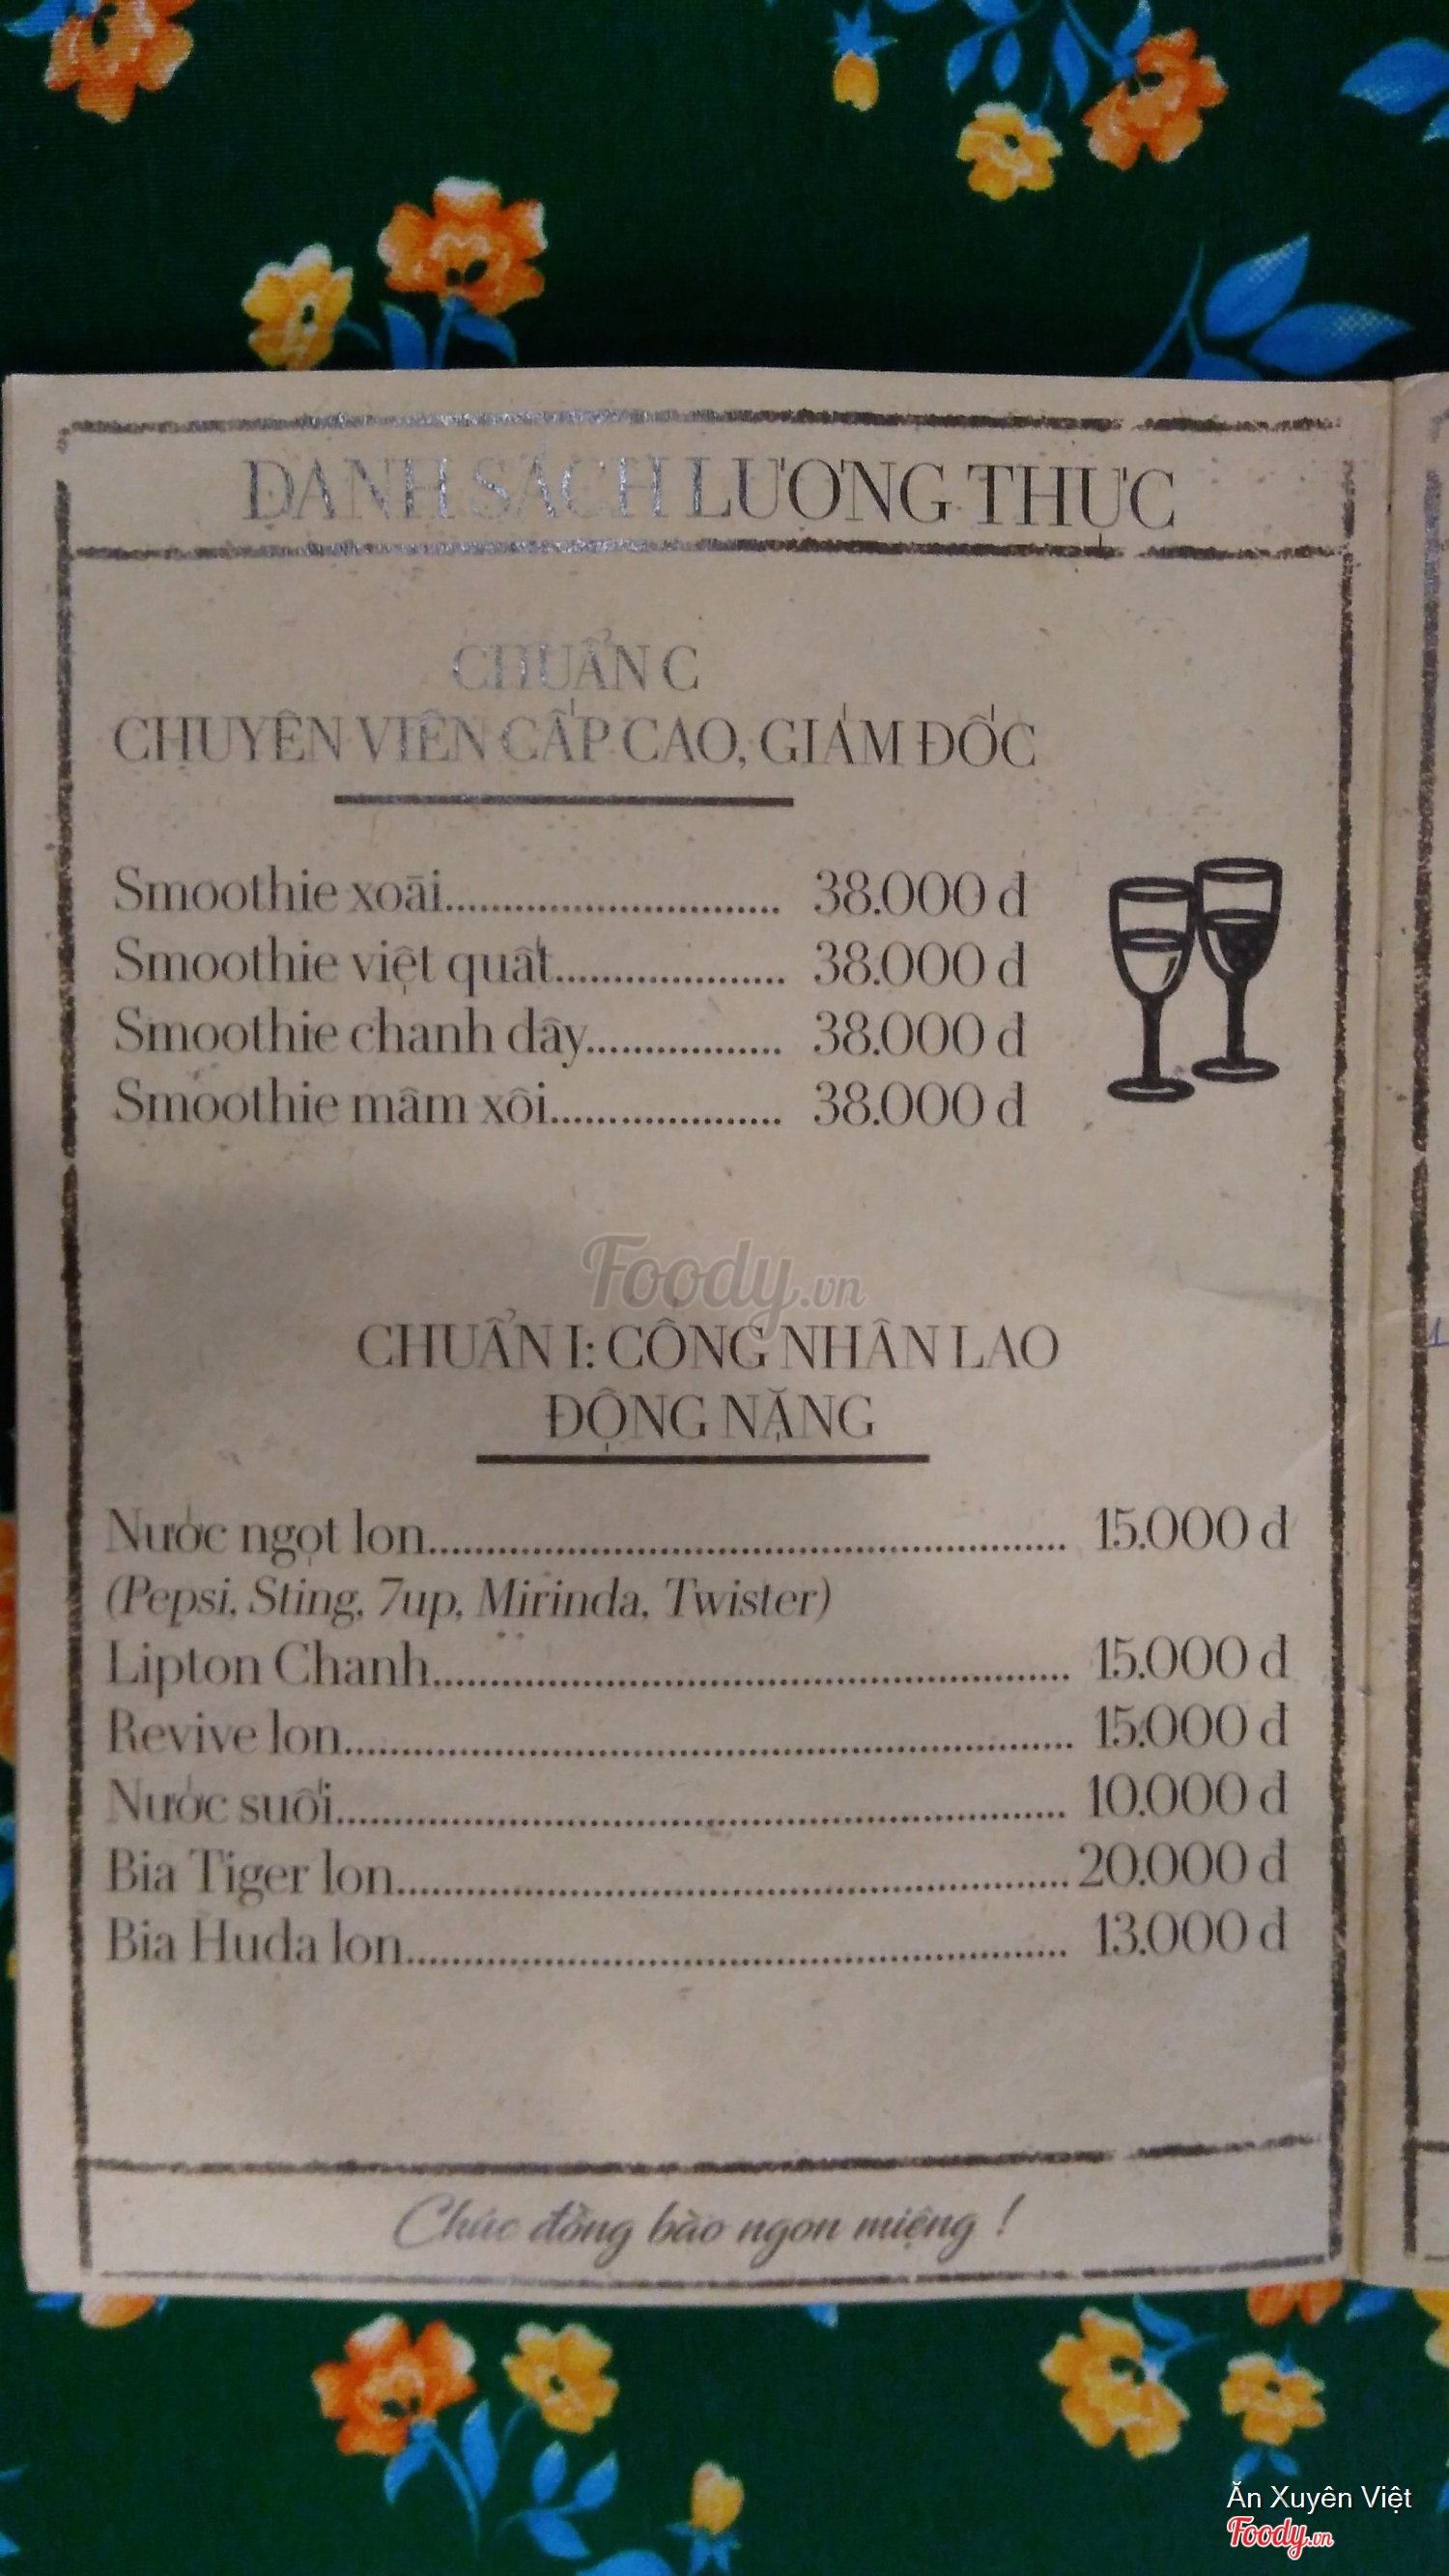 DANH SÁCH LƯƠNG THỰC
CHUẨN C
CHUYÊN VIÊN CẤP CAO, GIÁM ĐỐC
Smoothie xoài............................. 38.000 đ
Smoothie việt quất.................... 38.000 đ
Smoothie chanh dây................. 38.000 đ
Smoothie mâm xôi.................... 38.000 đ
Foody.vn
CHUẨN I: CÔNG NHÂN LAO
ĐỘNG NẶNG
Nước ngọt lon....................................................... 15.000 đ
(Pepsi, Sting, 7up, Mirinda, Twister)
Lipton Chanh....................................................... 15.000 đ
Revive lon............................................................... 15.000 đ
Nước suối............................................................... 10.000 đ
Bia Tiger lon.......................................................... 20.000 đ
Bia Huda lon......................................................... 13.000 đ
Chúc đồng bào ngon miệng !
Ăn Xuyên Việt
Foody.vn